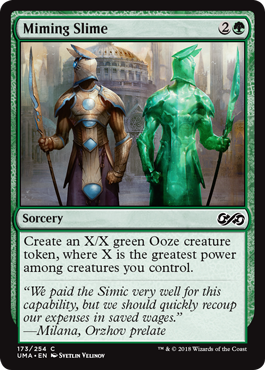 Miming Slime 2
Sorcery
Create an X/X green Ooze creature
token, where X is the greatest power
among creatures you control.
“We paid the Simic very well for this
capability, but we should quickly recoup
our expenses in saved wages.”
—Milana, Orzhov prelate
173/254 C
UMA • EN SVETLIN VELINOV
™ & © 2018 Wizards of the Coast